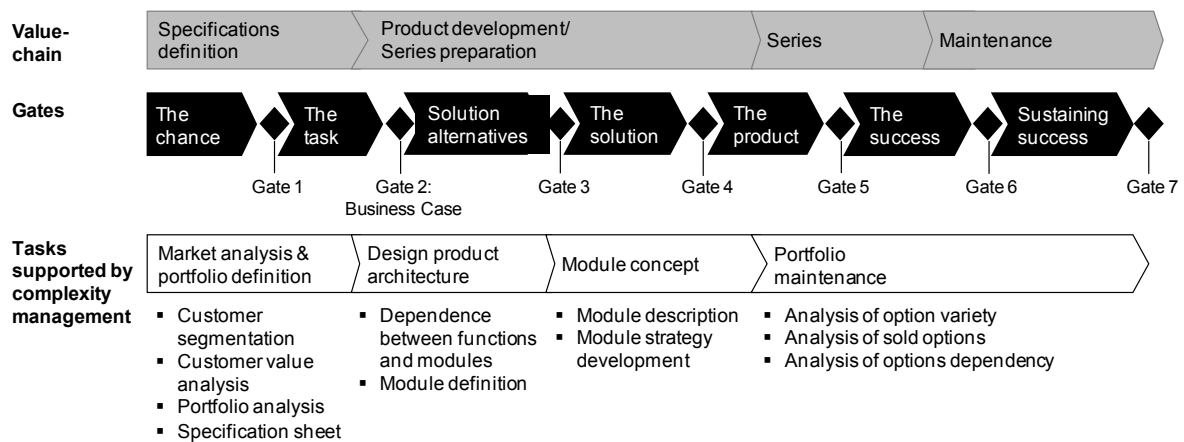 Value-
chain
Specifications
definition
Product development/
Series preparation
Series
Maintenance
Gates
The
chance
The
task
Solution
alternatives
The
solution
The
product
The
success
Sustaining
success
Gate 1
Gate 2:
Business Case
Gate 3
Gate 4
Gate 5
Gate 6
Gate 7
Tasks
supported by
complexity
management
Market analysis &
portfolio definition
Design product
architecture
Module concept
Portfolio
maintenance
▪ Customer
segmentation
▪ Customer value
analysis
▪ Portfolio analysis
▪ Specification sheet
▪ Dependence
between functions
and modules
▪ Module definition
▪ Module description
▪ Module strategy
development
▪ Analysis of option variety
▪ Analysis of sold options
▪ Analysis of options dependency